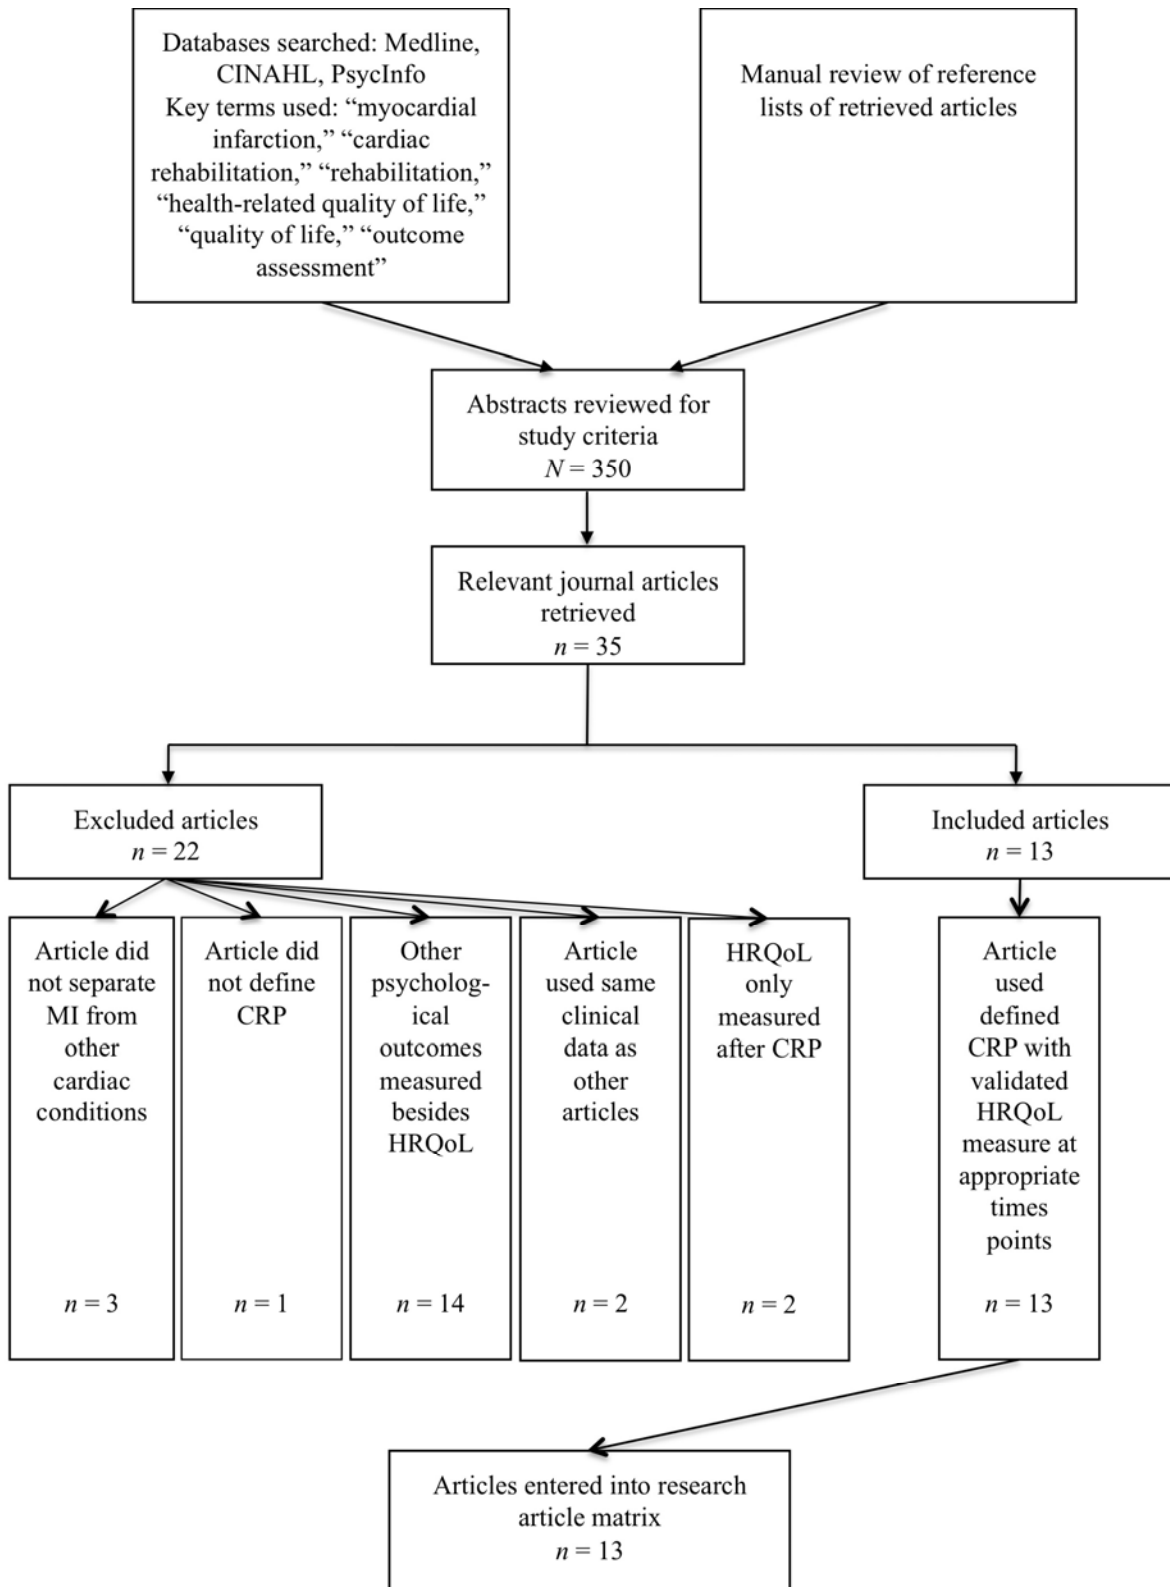 Databases searched: Medline,
CINAHL, PsycInfo
Key terms used: “myocardial
infarction,” “cardiac
rehabilitation,” “rehabilitation,”
“health-related quality of life,”
“quality of life,” “outcome
assessment”
Manual review of reference
lists of retrieved articles
Abstracts reviewed for
study criteria
N = 350
Relevant journal articles
retrieved
n = 35
Excluded articles
n = 22
Included articles
n = 13
Article did
not separate
MI from
other
cardiac
conditions
n = 3
Article did
not define
CRP
n = 1
Other
psycholog-
ical
outcomes
measured
besides
HRQoL
n = 14
Article
used same
clinical
data as
other
articles
n = 2
HRQoL
only
measured
after CRP
n = 2
Article
used
defined
CRP with
validated
HRQoL
measure at
appropriate
times
points
n = 13
Articles entered into research
article matrix
n = 13